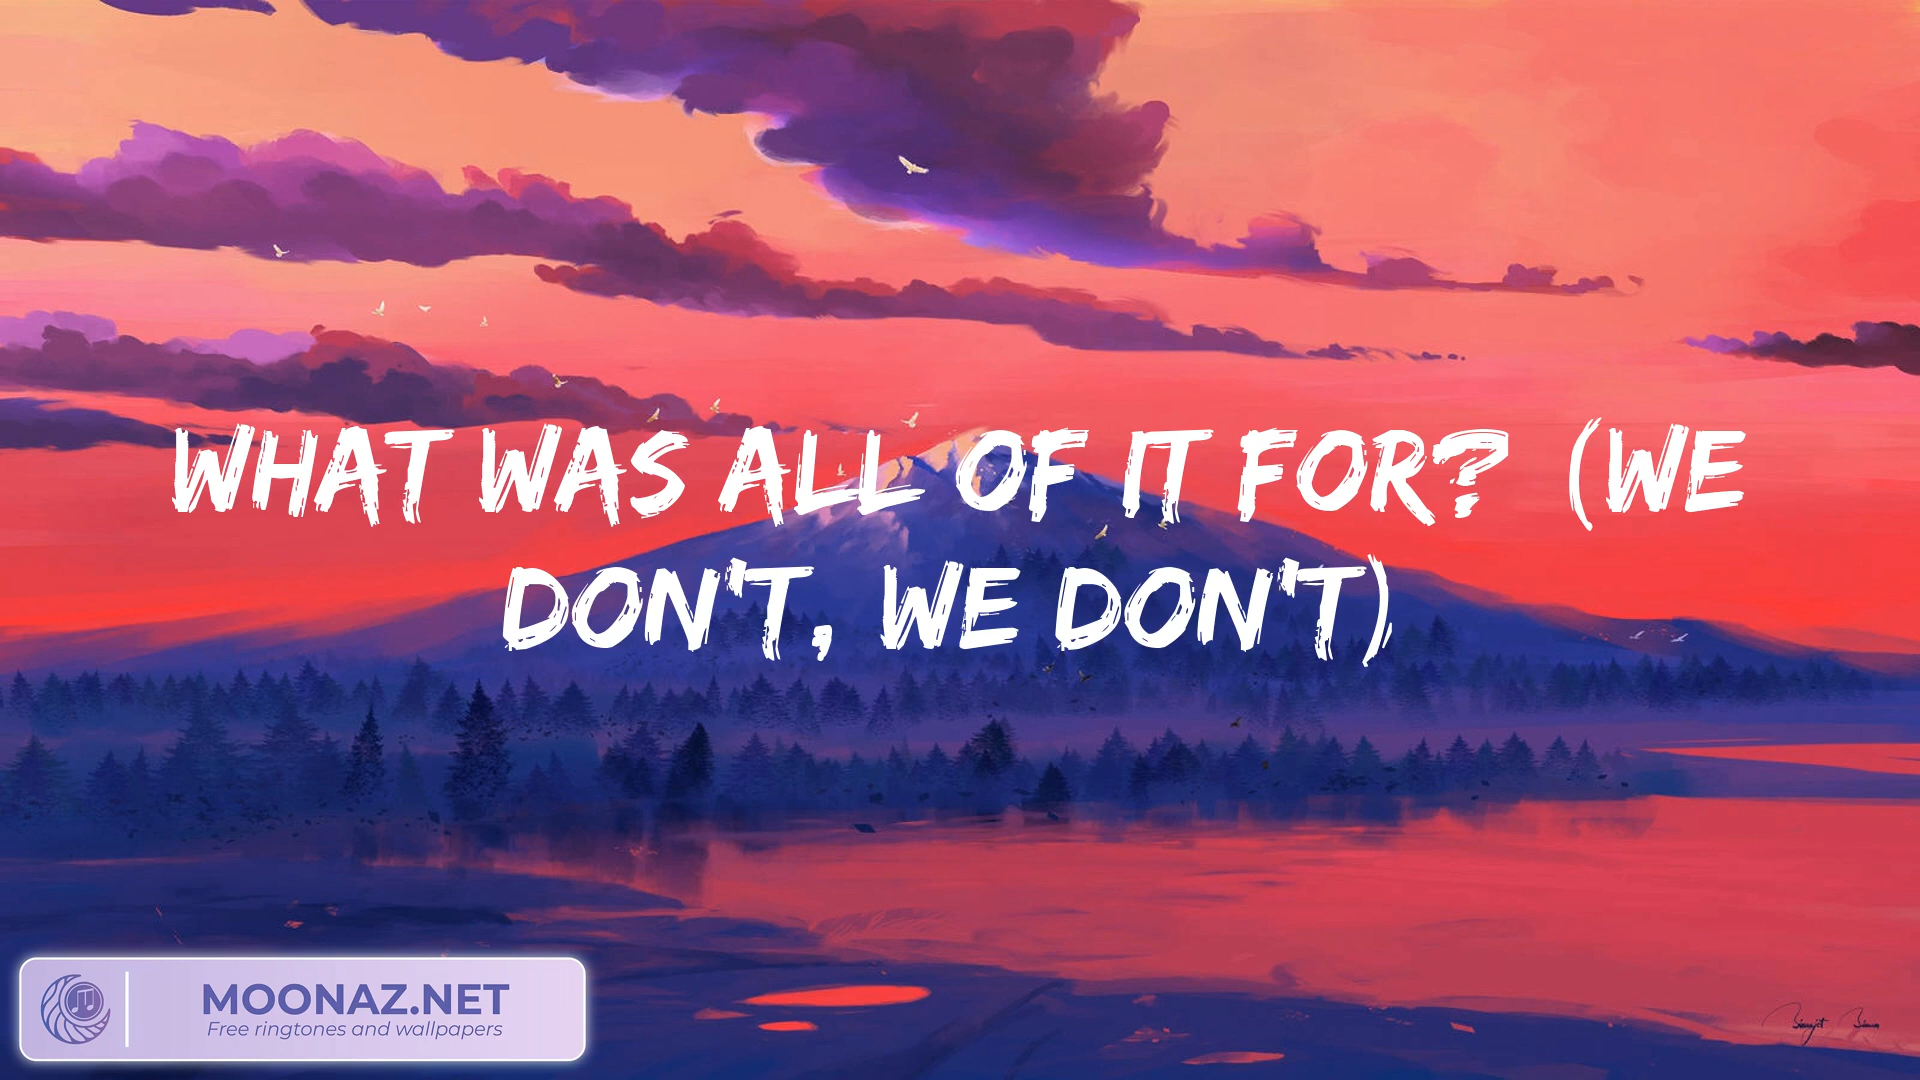 WHAT WAS ALL OF IT FOR? (WE
DON'T, WE DON'T)
MOONAZ.NET
Free ringtones and wallpapers